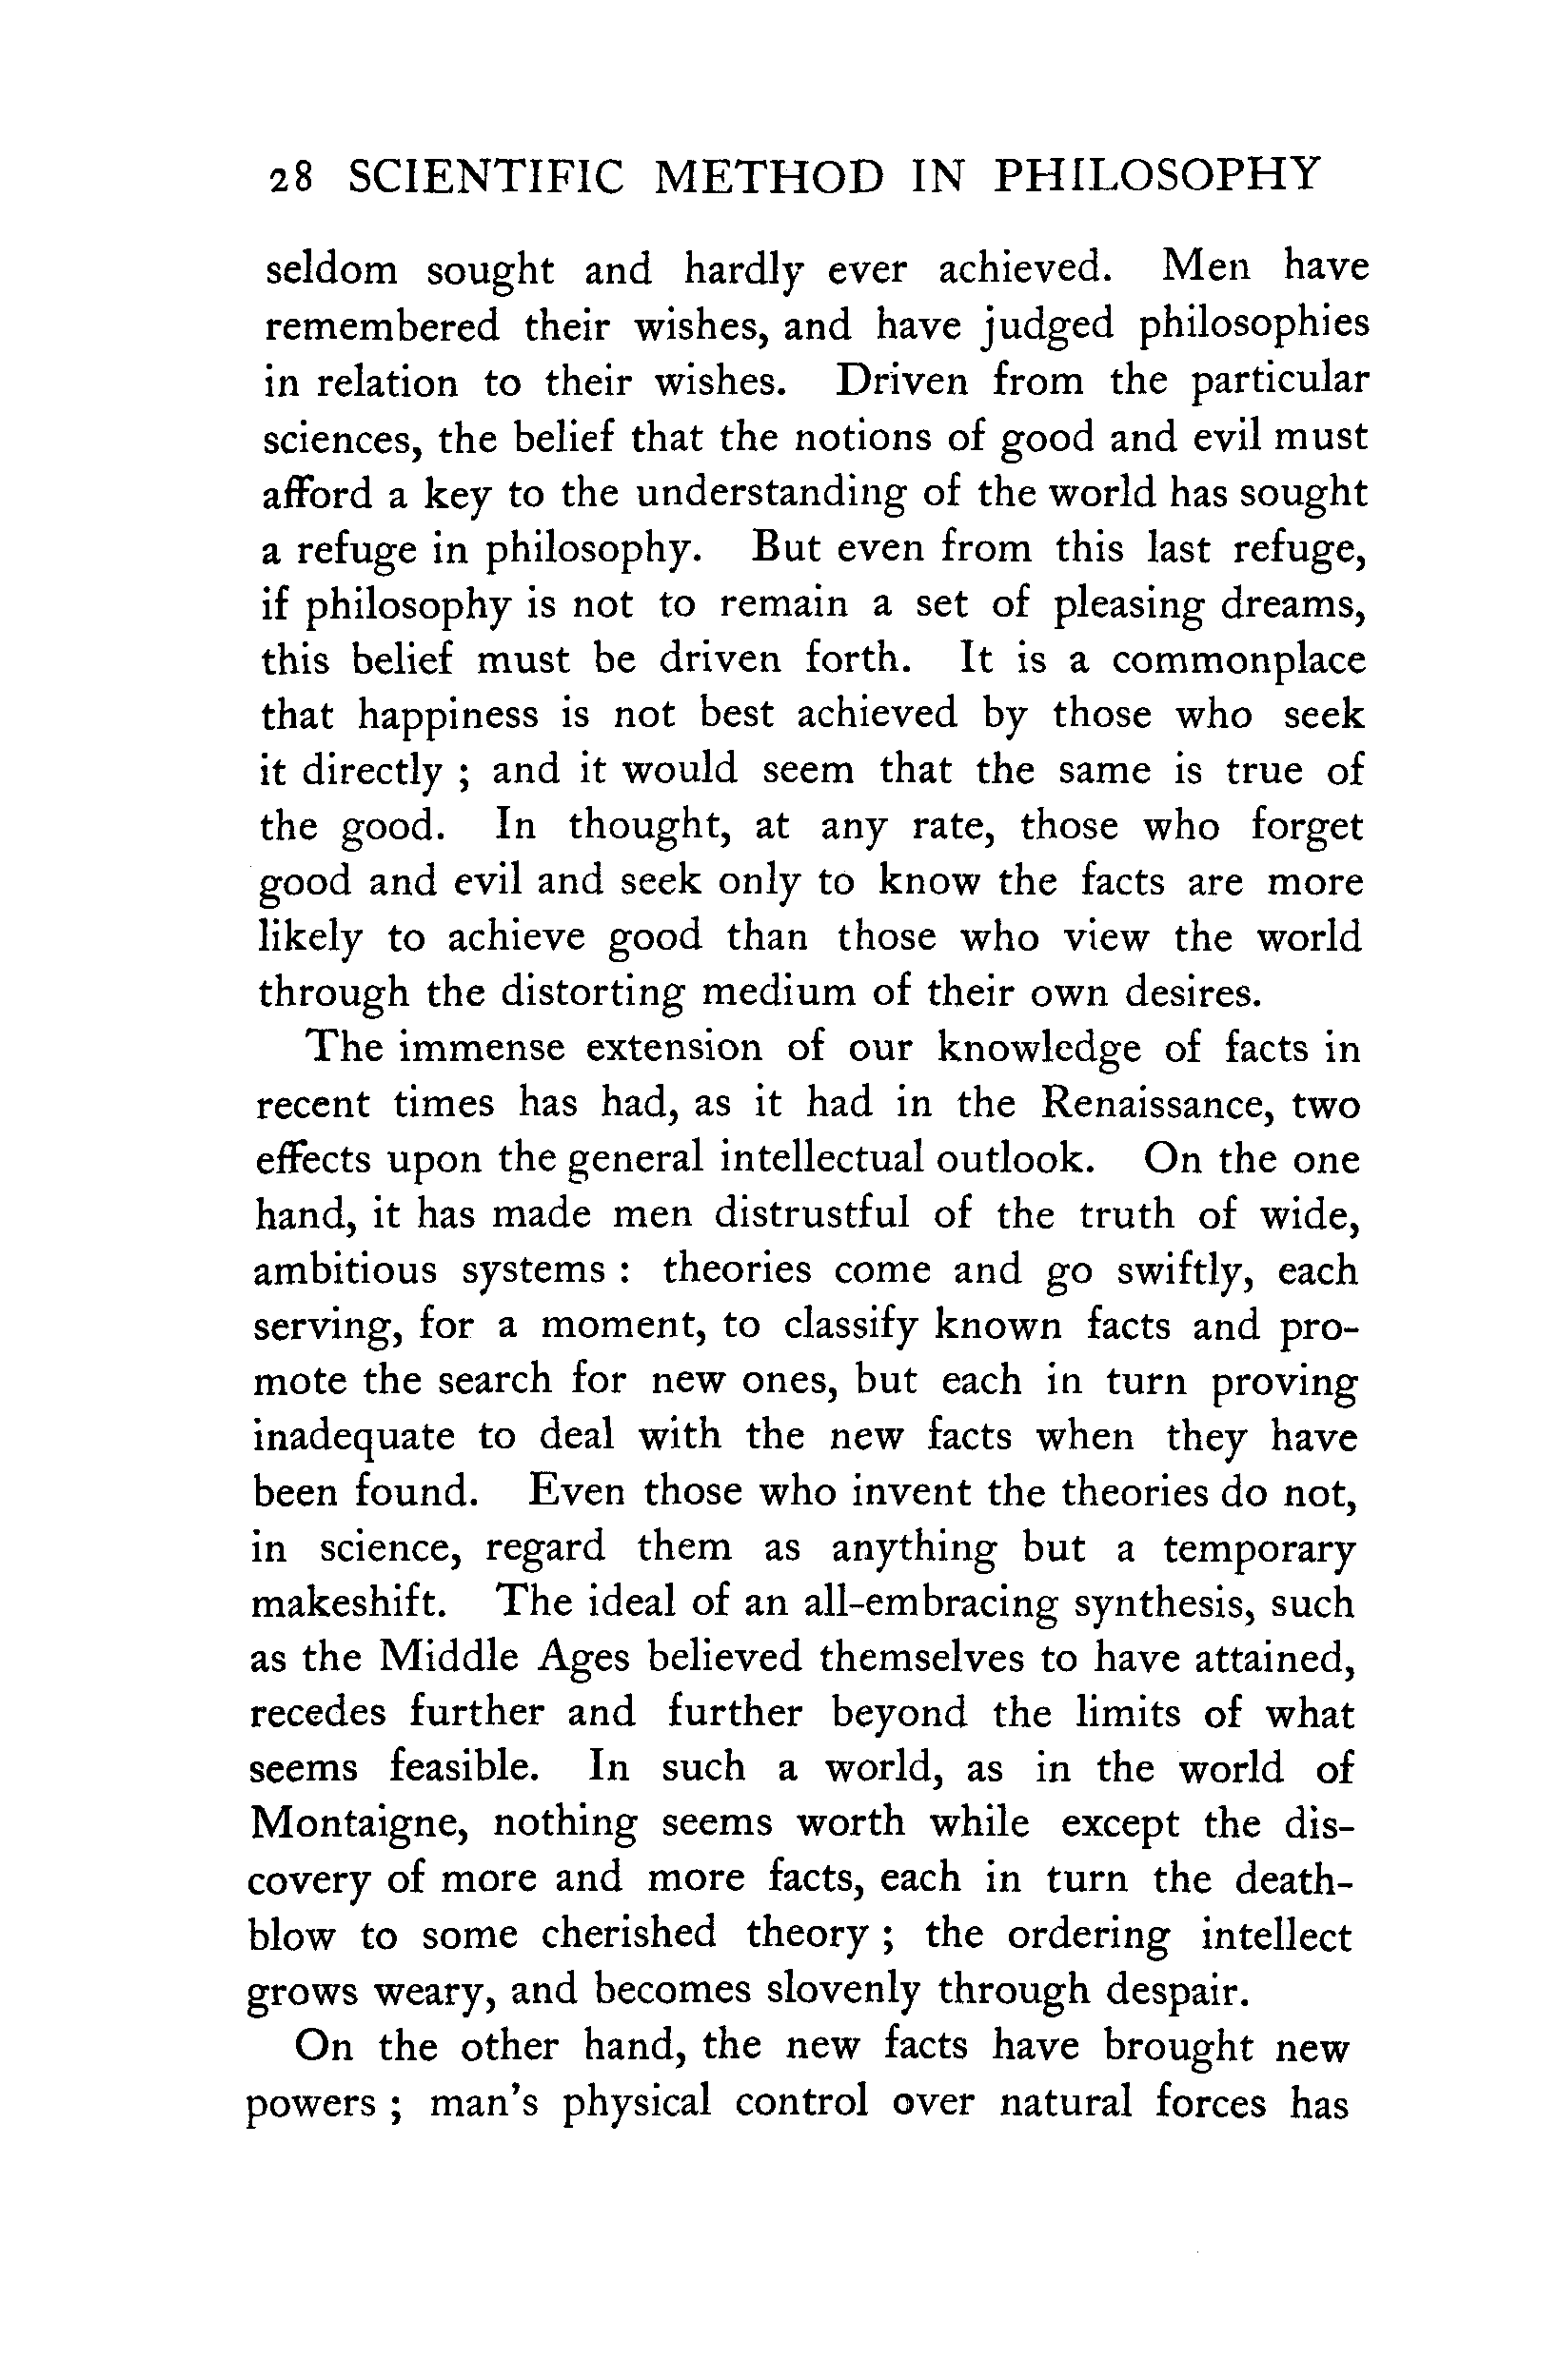 28 SCIENTIFIC METHOD IN PHILOSOPHY
seldom sought and hardly ever achieved. Men have
remembered their wishes, and have judged philosophies
in relation to their wishes. Driven from the particular
sciences, the belief that the notions of good and evil must
afford a key to the understanding of the world has sought
a refuge in philosophy. But even from this last refuge,
if philosophy is not to remain a set of pleasing dreams,
this belief must be driven forth. It is a commonplace
that happiness is not best achieved by those who seek
it directly ; and it would seem that the same is true of
the good. In thought, at any rate, those who forget
good and evil and seek only to know the facts are more
likely to achieve good than those who view the world
through the distorting medium of their own desires.
The immense extension of our knowledge of facts in
recent times has had, as it had in the Renaissance, two
effects upon the general intellectual outlook. On the one
hand, it has made men distrustful of the truth of wide,
ambitious systems : theories come and go swiftly, each
serving, for a moment, to classify known facts and pro-
mote the search for new ones, but each in turn proving
inadequate to deal with the new facts when they have
been found. Even those who invent the theories do not,
in science, regard them as anything but a temporary
makeshift. The ideal of an all-embracing synthesis, such
as the Middle Ages believed themselves to have attained,
recedes further and further beyond the limits of what
seems feasible. In such a world, as in the world of
Montaigne, nothing seems worth while except the dis-
covery of more and more facts, each in turn the death-
blow to some cherished theory ; the ordering intellect
grows weary, and becomes slovenly through despair.
On the other hand, the new facts have brought new
powers ; man's physical control over natural forces has